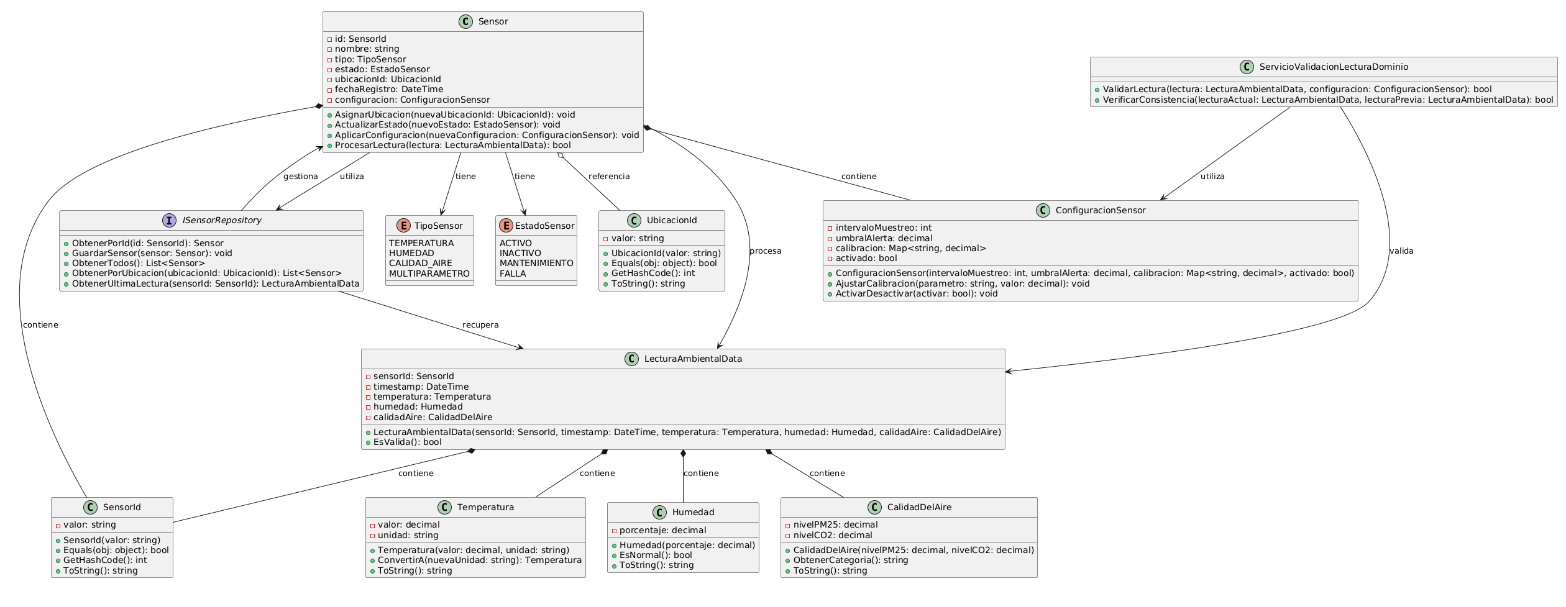 C Sensor
id: SensorId
nombre: string
tipo: TipoSensor
estado: EstadoSensor
ubicacionId: UbicacionId
fechaRegistro: DateTime
configuracion: ConfiguracionSensor
AsignarUbicacion(nuevaUbicacionId: UbicacionId): void
ActualizarEstado(nuevoEstado: EstadoSensor): void
AplicarConfiguracion(nuevaConfiguracion: ConfiguracionSensor): void
ProcesarLectura(lectura: LecturaAmbientalData): bool
C ServicioValidacionLecturaDominio
ValidarLectura(lectura: LecturaAmbientalData, configuracion: ConfiguracionSensor): bool
VerificarConsistencia(lecturaActual: LecturaAmbientalData, lecturaPrevia: LecturaAmbientalData): bool
gestiona
utiliza
tiene
tiene
referencia
contiene
utiliza
I ISensorRepository
ObtenerPorId(id: SensorId): Sensor
GuardarSensor(sensor: Sensor): void
ObtenerTodos(): List<Sensor>
ObtenerPorUbicacion(ubicacionId: UbicacionId): List<Sensor>
ObtenerUltimaLectura(sensorId: SensorId): LecturaAmbientalData
E TipoSensor
TEMPERATURA
HUMEDAD
CALIDAD_AIRE
MULTIPARAMETRO
E EstadoSensor
ACTIVO
INACTIVO
MANTENIMIENTO
FALLA
C UbicacionId
valor: string
UbicacionId(valor: string)
Equals(obj: object): bool
GetHashCode(): int
ToString(): string
procesa
C ConfiguracionSensor
intervaloMuestreo: int
umbralAlerta: decimal
calibracion: Map<string, decimal>
activado: bool
ConfiguracionSensor(intervaloMuestreo: int, umbralAlerta: decimal, calibracion: Map<string, decimal>, activado: bool)
AjustarCalibracion(parametro: string, valor: decimal): void
ActivarDesactivar(activar: bool): void
valida
contiene
recupera
C LecturaAmbientalData
sensorId: SensorId
timestamp: DateTime
temperatura: Temperatura
humedad: Humedad
calidadAire: CalidadDelAire
LecturaAmbientalData(sensorId: SensorId, timestamp: DateTime, temperatura: Temperatura, humedad: Humedad, calidadAire: CalidadDelAire)
EsValida(): bool
contiene
contiene
contiene
contiene
C SensorId
valor: string
SensorId(valor: string)
Equals(obj: object): bool
GetHashCode(): int
ToString(): string
C Temperatura
valor: decimal
unidad: string
Temperatura(valor: decimal, unidad: string)
ConvertirA(nuevaUnidad: string): Temperatura
ToString(): string
C Humedad
porcentaje: decimal
Humedad(porcentaje: decimal)
EsNormal(): bool
ToString(): string
C CalidadDelAire
nivelPM25: decimal
nivelCO2: decimal
CalidadDelAire(nivelPM25: decimal, nivelCO2: decimal)
ObtenerCategoria(): string
ToString(): string